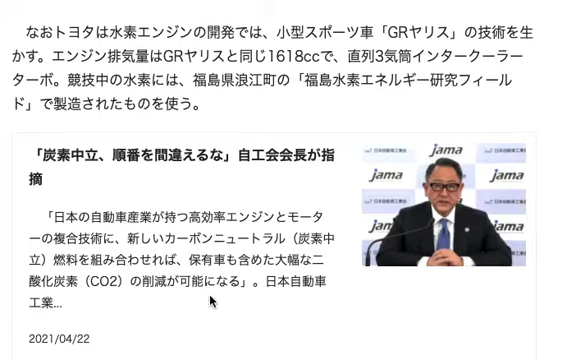 なおトヨタは水素エンジンの開発では、小型スポーツ車「GRヤリス」の技術を生
かす。エンジン排気量はGRヤリスと同じ1618ccで、直列3気筒インタークーラー
ターボ。競技中の水素には、福島県浪江町の「福島水素エネルギー研究フィール
ド」で製造されたものを使う。
「炭素中立、順番を間違えるな」自工会会長が指
摘
「日本の自動車産業が持つ高効率エンジンとモータ
ーの複合技術に、新しいカーボンニュートラル（炭素中
立）燃料を組み合わせれば、保有車も含めた大幅な二
酸化炭素（CO2）の削減が可能になる」。日本自動車
工業...
2021/04/22
jama
jama
jama
jama